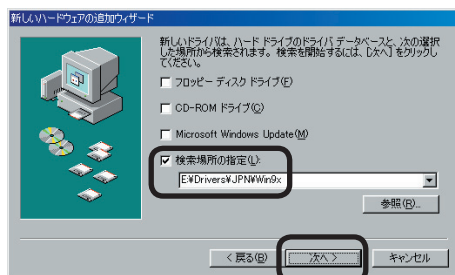 新しいハードウェアの追加ウィザード
新しいドライバは、ハード ドライブのドライバ データベースと、次の選択
した場所から検索されます。検索を開始するには、[次へ] をクリックし
てください。
フロッピー ディスク ドライブ(F)
CD-ROM ドライブ(C)
Microsoft Windows Update(M)
検索場所の指定(L):
E:¥Drivers¥JPN¥Win9x
参照(R)...
< 戻る(B)
次へ >
キャンセル